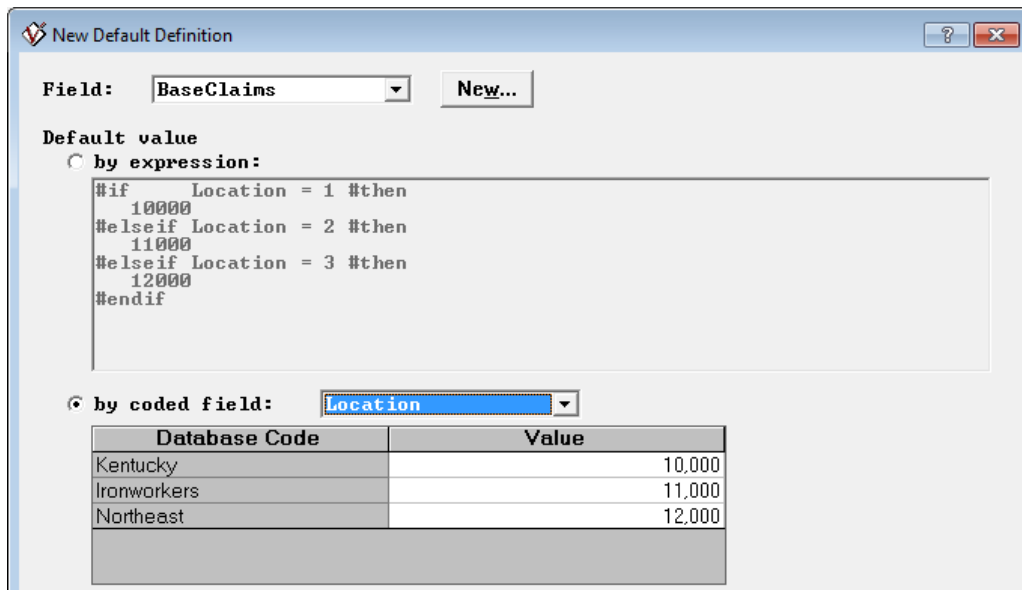 New Default Definition
Field: BaseClaims New...
Default value
by expression:
#if Location = 1 #then
10000
#elseif Location = 2 #then
11000
#elseif Location = 3 #then
12000
#endif
by coded field: Location
Database Code Value
Kentucky 10,000
Ironworkers 11,000
Northeast 12,000